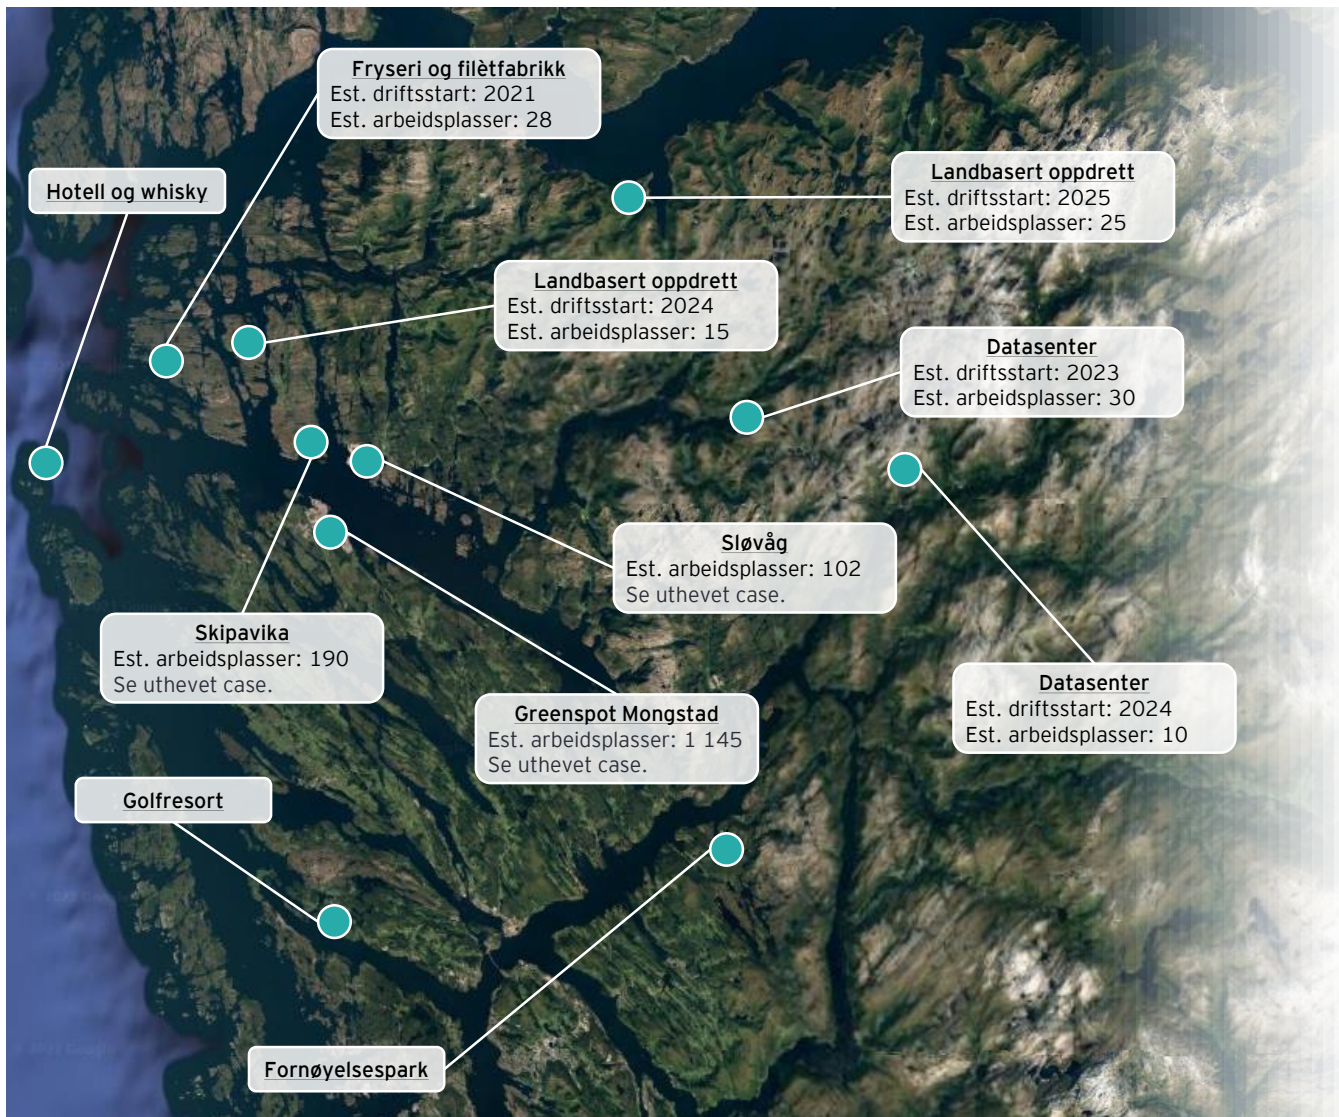 Fryseri og filètfabrikk
Est. driftsstart: 2021
Est. arbeidsplasser: 28
Hotell og whisky
Landbasert oppdrett
Est. driftsstart: 2025
Est. arbeidsplasser: 25
Landbasert oppdrett
Est. driftsstart: 2024
Est. arbeidsplasser: 15
Datasenter
Est. driftsstart: 2023
Est. arbeidsplasser: 30
Sløvåg
Est. arbeidsplasser: 102
Se uthevet case.
Skipavika
Est. arbeidsplasser: 190
Se uthevet case.
Greenspot Mongstad
Est. arbeidsplasser: 1 145
Se uthevet case.
Datasenter
Est. driftsstart: 2024
Est. arbeidsplasser: 10
Golfresort
Fornøyelsespark